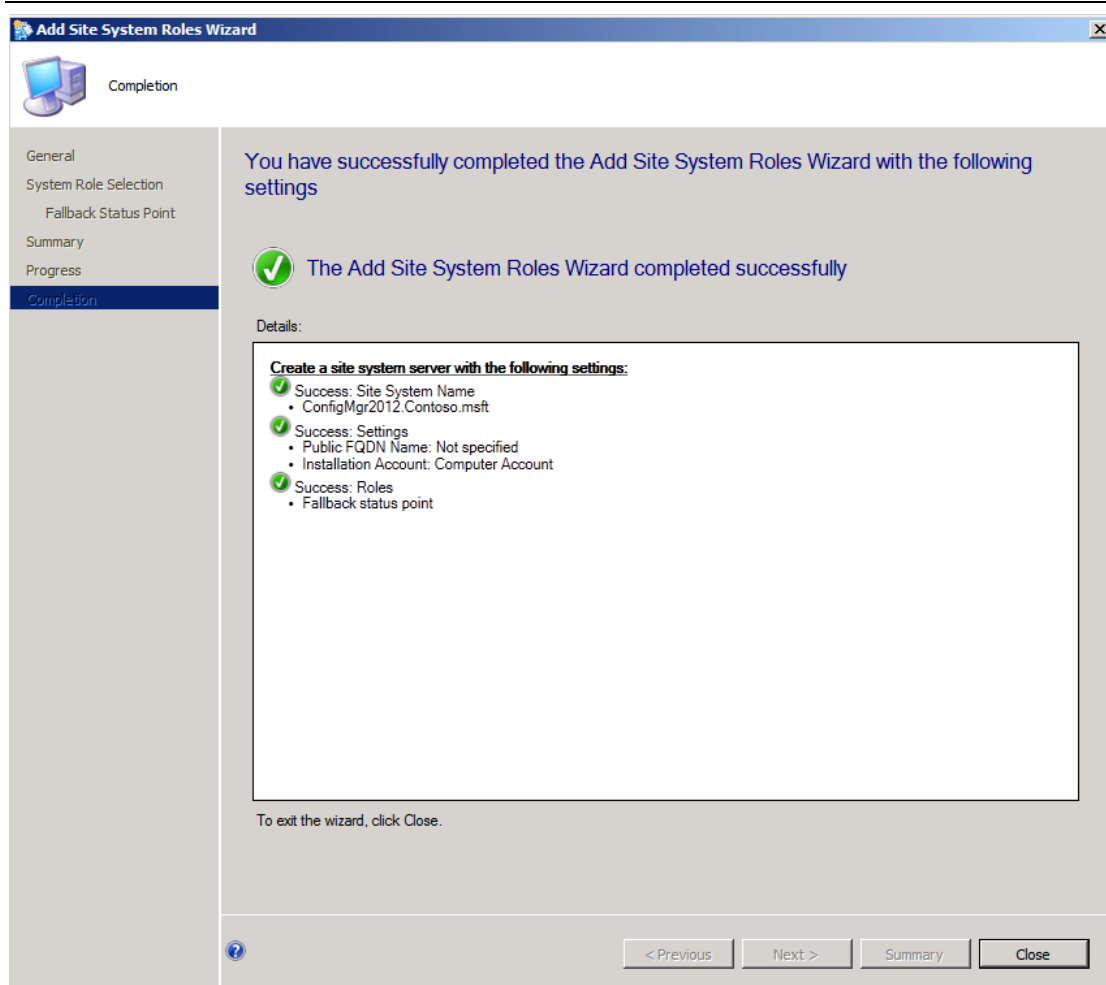 Add Site System Roles Wizard
Completion
General
System Role Selection
Fallback Status Point
Summary
Progress
Completion
You have successfully completed the Add Site System Roles Wizard with the following
settings
The Add Site System Roles Wizard completed successfully
Details:
Create a site system server with the following settings:
Success: Site System Name
• ConfigMgr2012.Contoso.msft
Success: Settings
• Public FQDN Name: Not specified
• Installation Account: Computer Account
Success: Roles
• Fallback status point
To exit the wizard, click Close.
< Previous Next > Summary Close